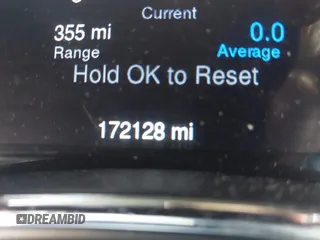 Current
355 mi 0.0
Range Average
Hold OK to Reset
172128 mi
DREAMBID